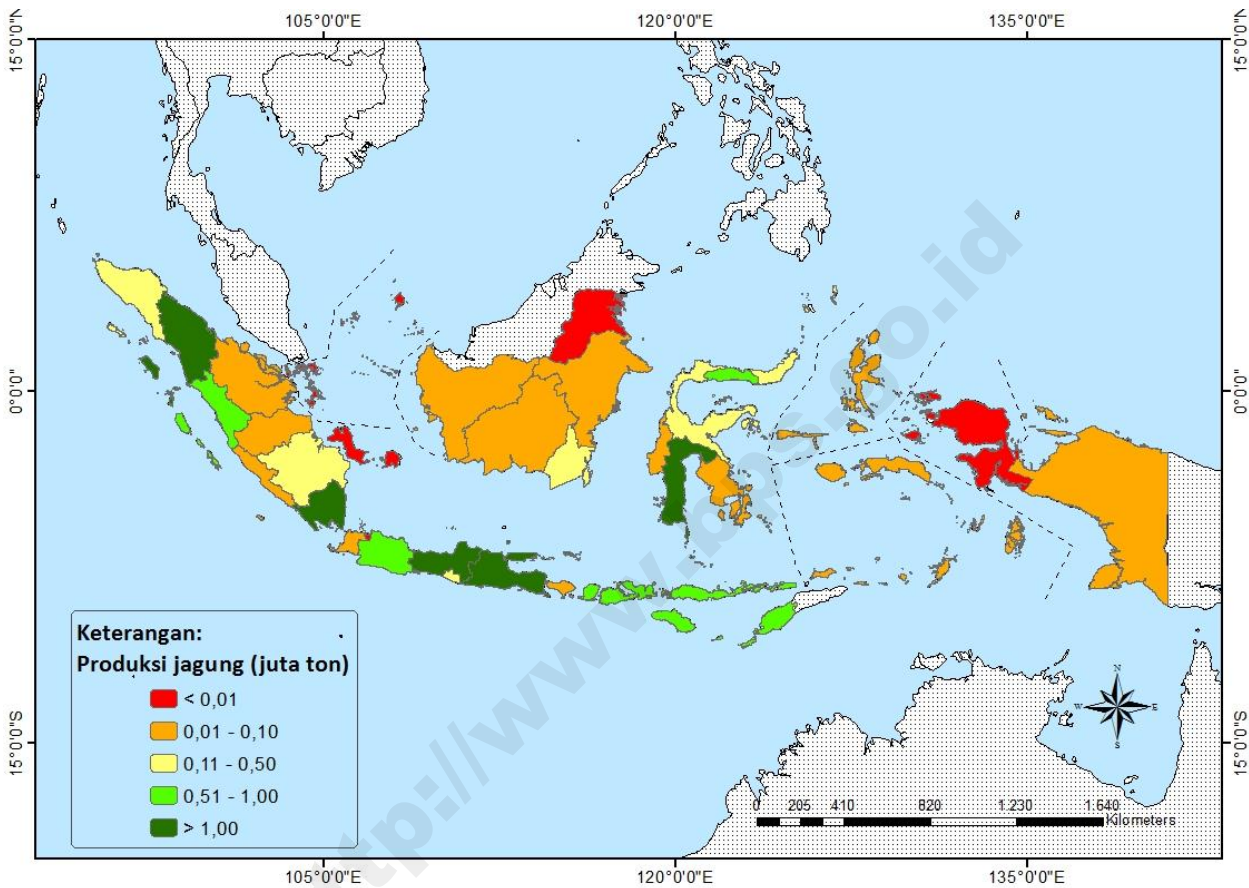 105°0'0"E 120°0'0"E 135°0'0"E
15°0'0"N 15°0'0"N
0°0'0" 0°0'0"
15°0'0"S 15°0'0"S
ttp://www.bps.go.id
Keterangan:
Produksi jagung (juta ton)
< 0,01
0,01 - 0,10
0,11 - 0,50
0,51 - 1,00
> 1,00
N
W E
S
0 205 410 820 1.230 1.640
Kilometers
105°0'0"E 120°0'0"E 135°0'0"E